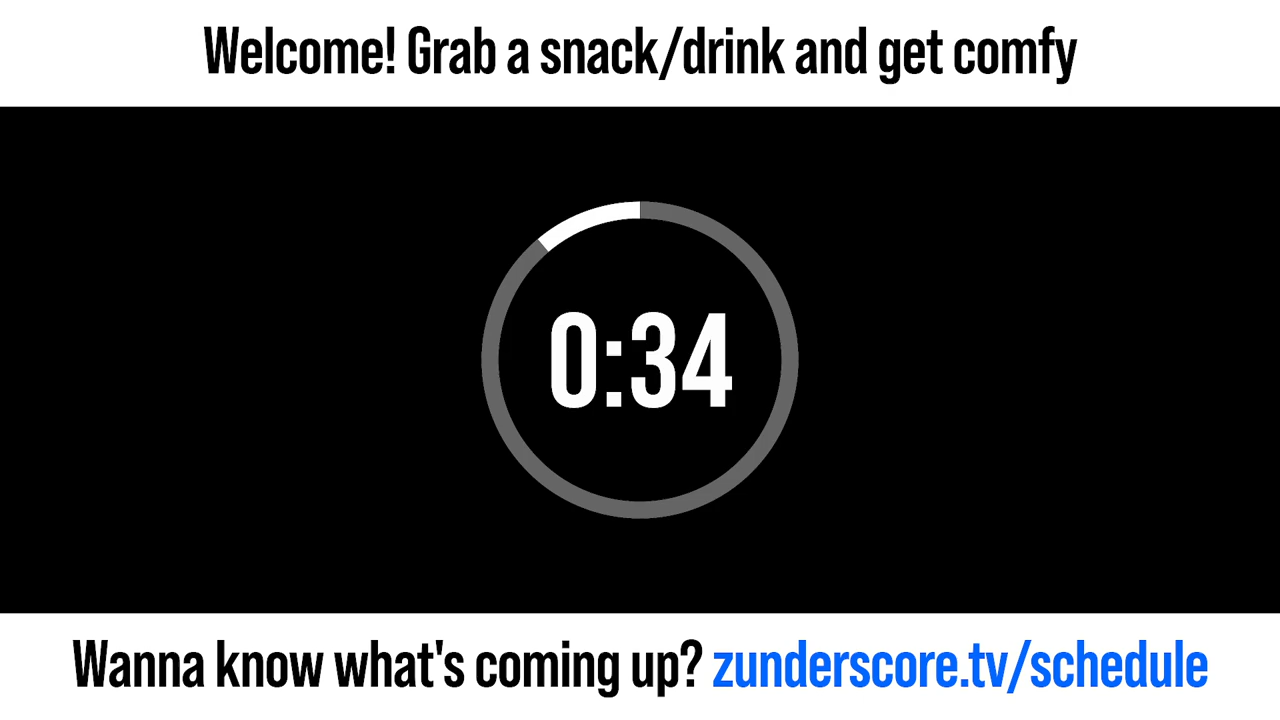 Welcome! Grab a snack/drink and get comfy
0:34
Wanna know what's coming up? zunderscore.tv/schedule